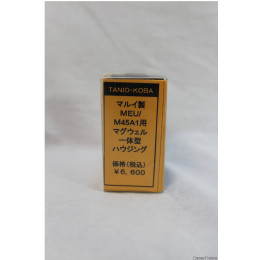 TANIO-KOBA
マルイ製
MEU/
M45A1用
マグウェル
一体型
ハウジング
価格(税込)
￥6,600